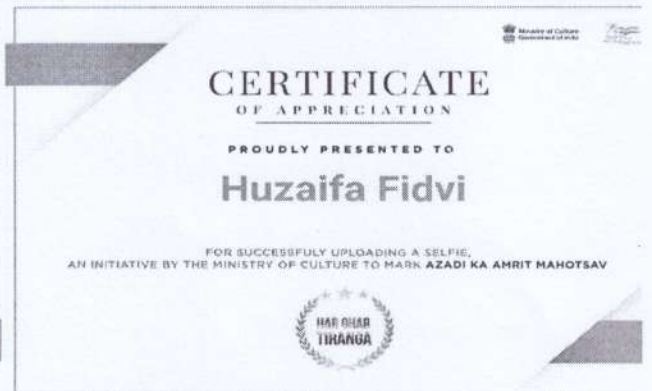 Ministry of Culture
Government of India
CERTIFICATE
OF APPRECIATION
PROUDLY PRESENTED TO
Huzaifa Fidvi
FOR SUCCESSFULY UPLOADING A SELFIE,
AN INITIATIVE BY THE MINISTRY OF CULTURE TO MARK AZADI KA AMRIT MAHOTSAV
HAR GHAR
TIRANGA